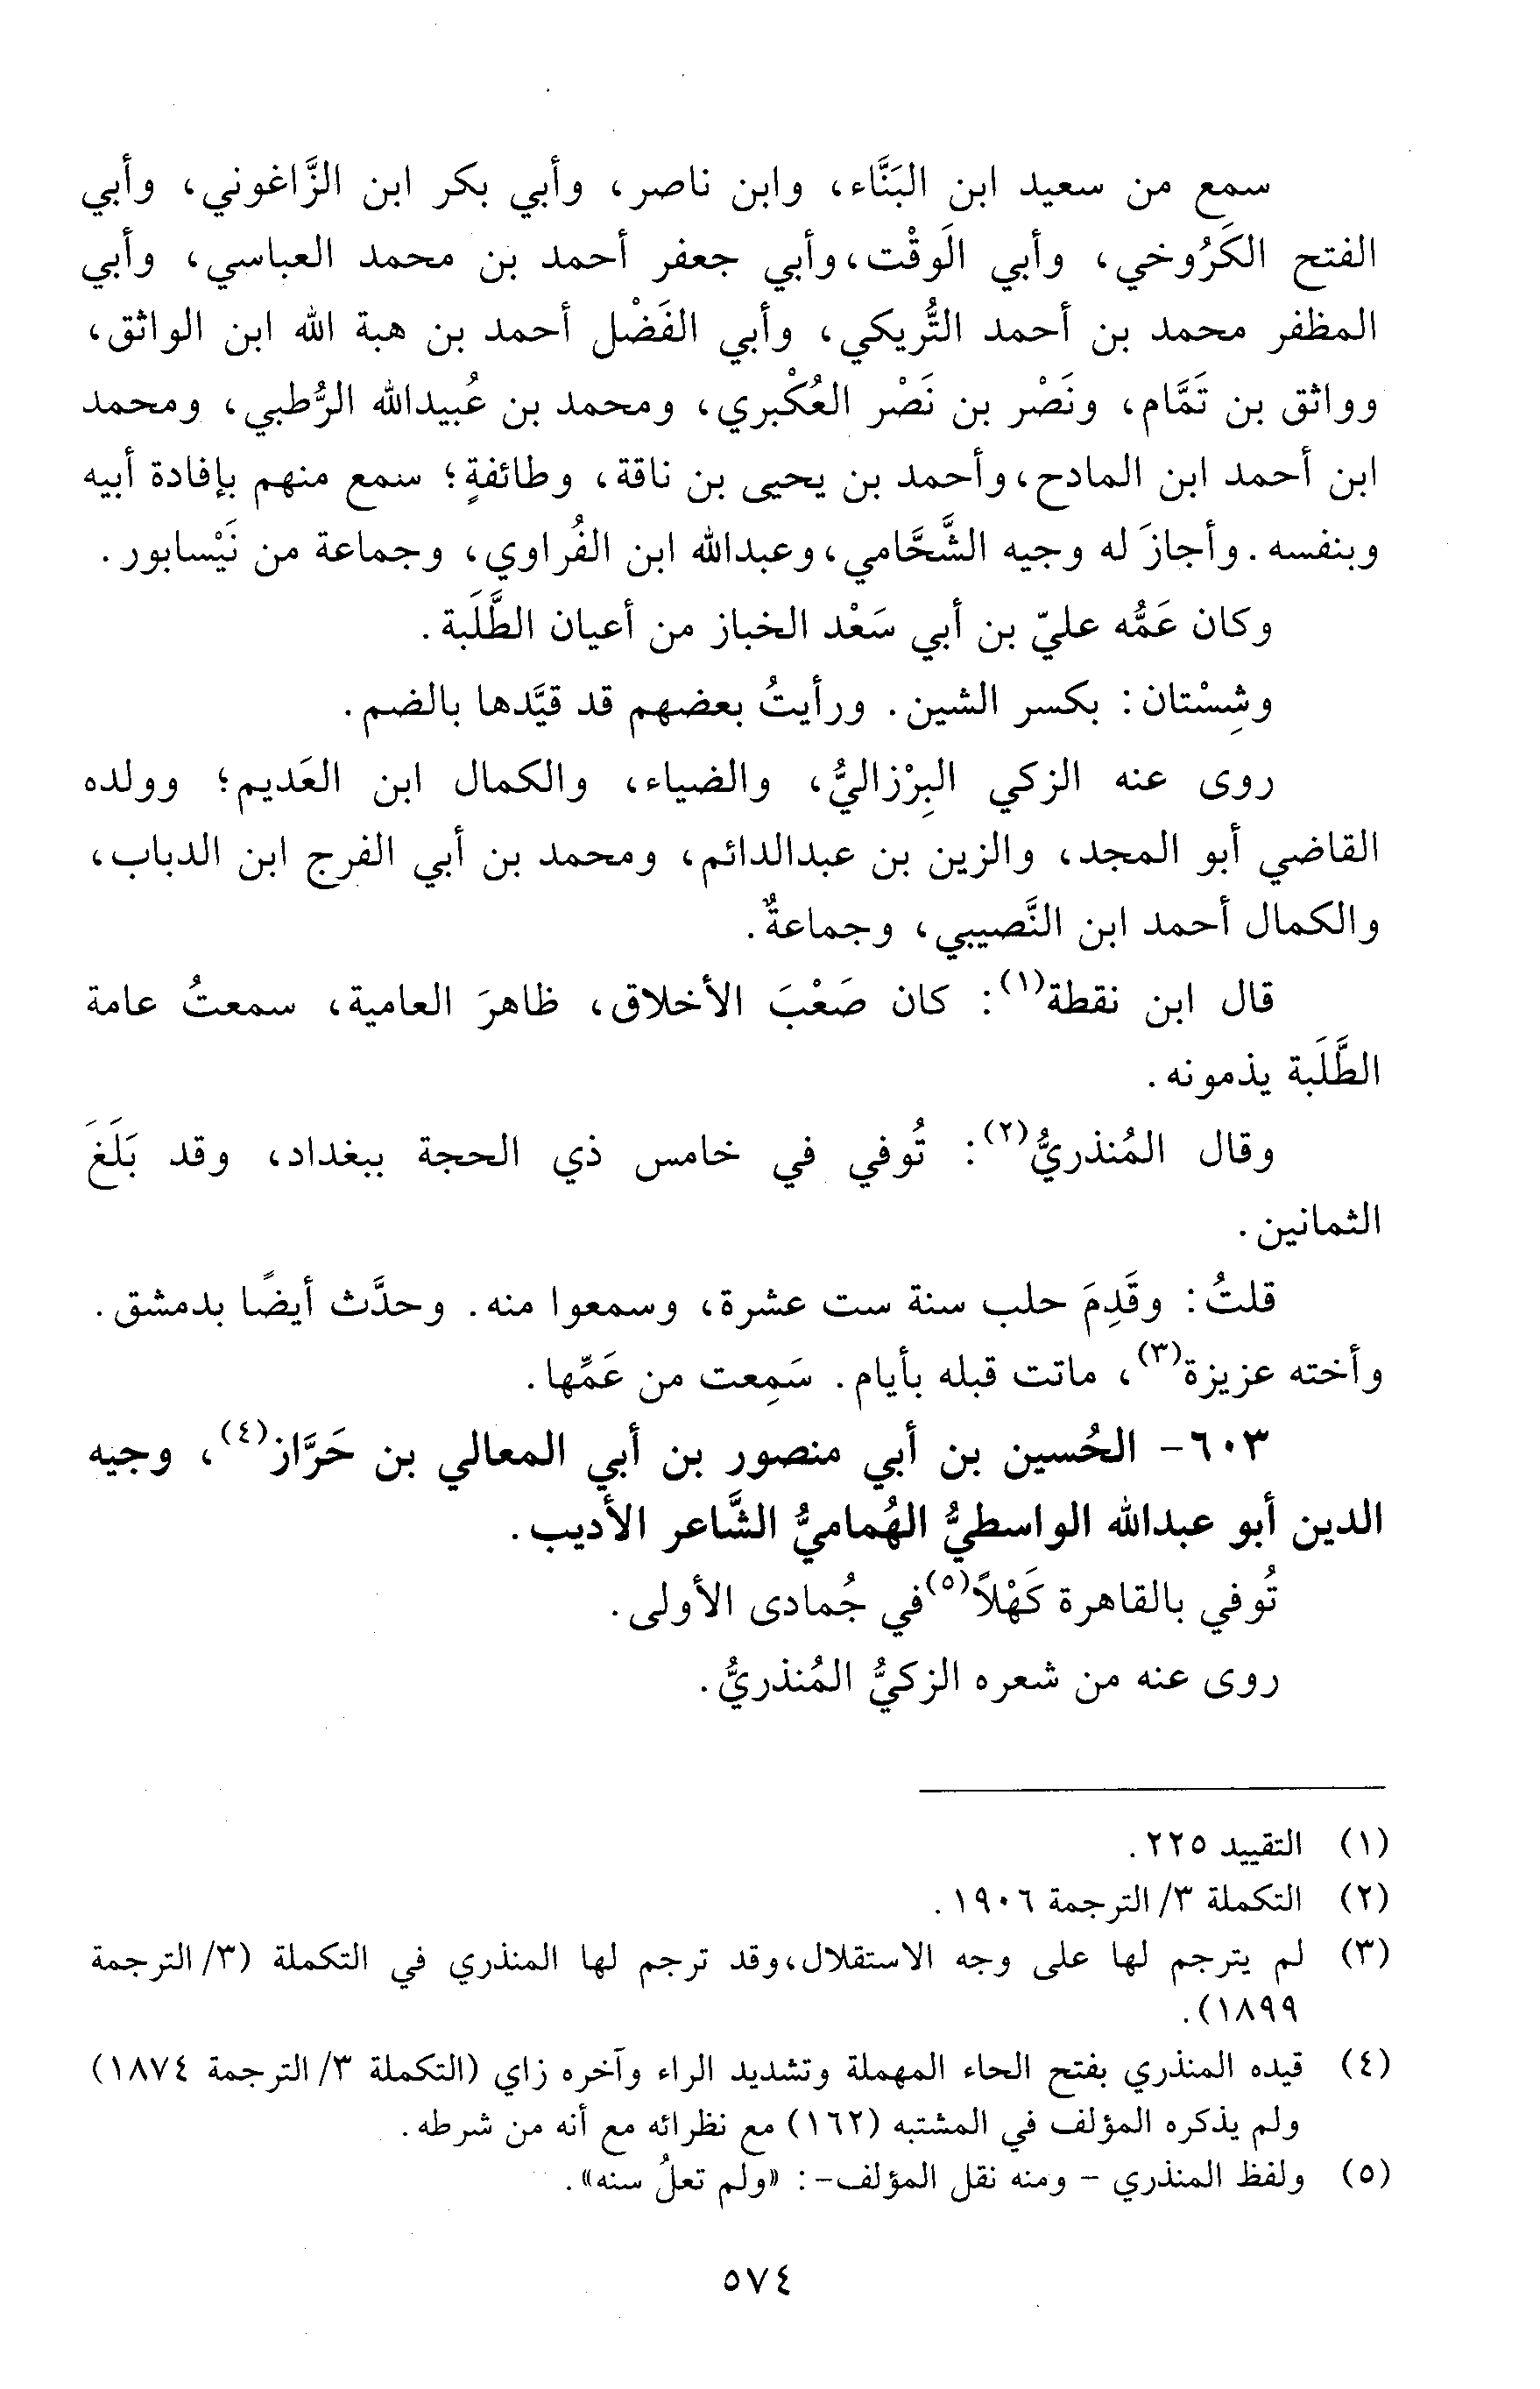 سمع من سعيد ابن البَنَّاء، وابن ناصر، وأبي بكر ابن الزَّاغوني، وأبي
الفتح الكَرُوخي، وأبي الَوقْت، وأبي جعفر أحمد بن محمد العباسي، وأبي
المظفر محمد بن أحمد التُّريكي، وأبي الفَضْل أحمد بن هبة الله ابن الواثق،
وواثق بن تَمَّام، ونَصْر بن نَصْر العُكْبري، ومحمد بن عُبيدالله الرُّطبي، ومحمد
ابن أحمد ابن المادح، وأحمد بن يحيى بن ناقة، وطائفةٍ؛ سمع منهم بإفادة أبيه
وبنفسه. وأجازَ له وجيه الشَّحَّامي، وعبدالله ابن الفُراوي، وجماعة من نَيْسابور.
وكان عَمُّه عليّ بن أبي سَعْد الخباز من أعيان الطَّلَبة.
وشِسْتان: بكسر الشين. ورأيتُ بعضهم قد قيَّدها بالضم.
روى عنه الزكي البِرْزاليُّ، والضياء، والكمال ابن العَديم؛ وولده
القاضي أبو المجد، والزين بن عبدالدائم، ومحمد بن أبي الفرج ابن الدباب،
والكمال أحمد ابن النَّصيبي، وجماعةٌ.
قال ابن نقطة(١): كان صَعْبَ الأخلاق، ظاهرَ العامية، سمعتُ عامة
الطَّلَبة يذمونه.
وقال المُنذريُّ(٢): تُوفي في خامس ذي الحجة ببغداد، وقد بَلَغَ
الثمانين.
قلتُ: وقَدِمَ حلب سنة ست عشرة، وسمعوا منه. وحدَّث أيضًا بدمشق.
وأخته عزيزة(٣)، ماتت قبله بأيام. سَمِعت من عَمِّها.
٦٠٣- الحُسين بن أبي منصور بن أبي المعالي بن حَرَّاز(٤)، وجيه
الدين أبو عبدالله الواسطيُّ الهُماميُّ الشَّاعر الأديب.
تُوفي بالقاهرة كَهْلاً(٥) في جُمادى الأولى.
روى عنه من شعره الزكيُّ المُنذريُّ.
(١) التقييد ٢٢٥.
(٢) التكملة ٣/ الترجمة ١٩٠٦.
(٣) لم يترجم لها على وجه الاستقلال، وقد ترجم لها المنذري في التكملة (٣/ الترجمة
١٨٩٩).
(٤) قيده المنذري بفتح الحاء المهملة وتشديد الراء وآخره زاي (التكملة ٣/ الترجمة ١٨٧٤)
ولم يذكره المؤلف في المشتبه (١٦٢) مع نظرائه مع أنه من شرطه.
(٥) ولفظ المنذري - ومنه نقل المؤلف-: «ولم تعلُ سنه».
٥٧٤